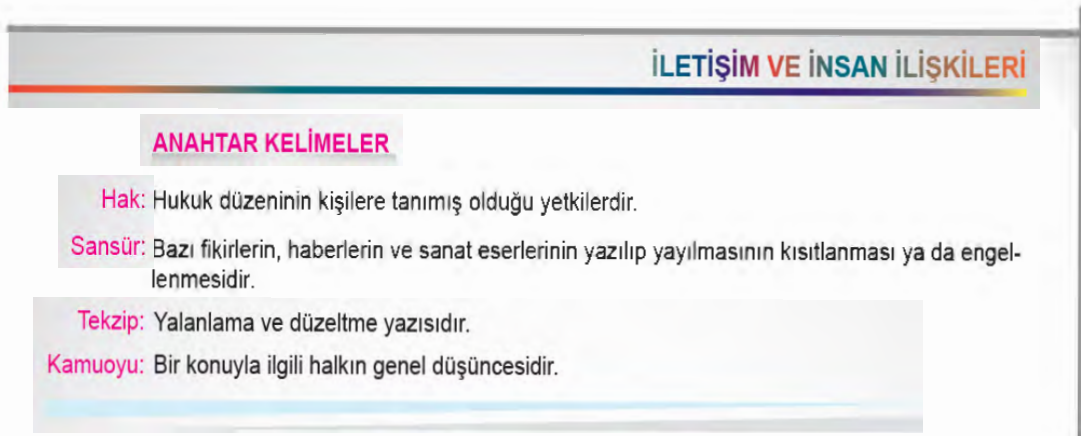 İLETİŞİM VE İNSAN İLİŞKİLERİ
ANAHTAR KELİMELER
Hak: Hukuk düzeninin kişilere tanımış olduğu yetkilerdir.
Sansür: Bazı fikirlerin, haberlerin ve sanat eserlerinin yazılıp yayılmasının kısıtlanması ya da engel-
lenmesidir.
Tekzip: Yalanlama ve düzeltme yazısıdır.
Kamuoyu: Bir konuyla ilgili halkın genel düşüncesidir.